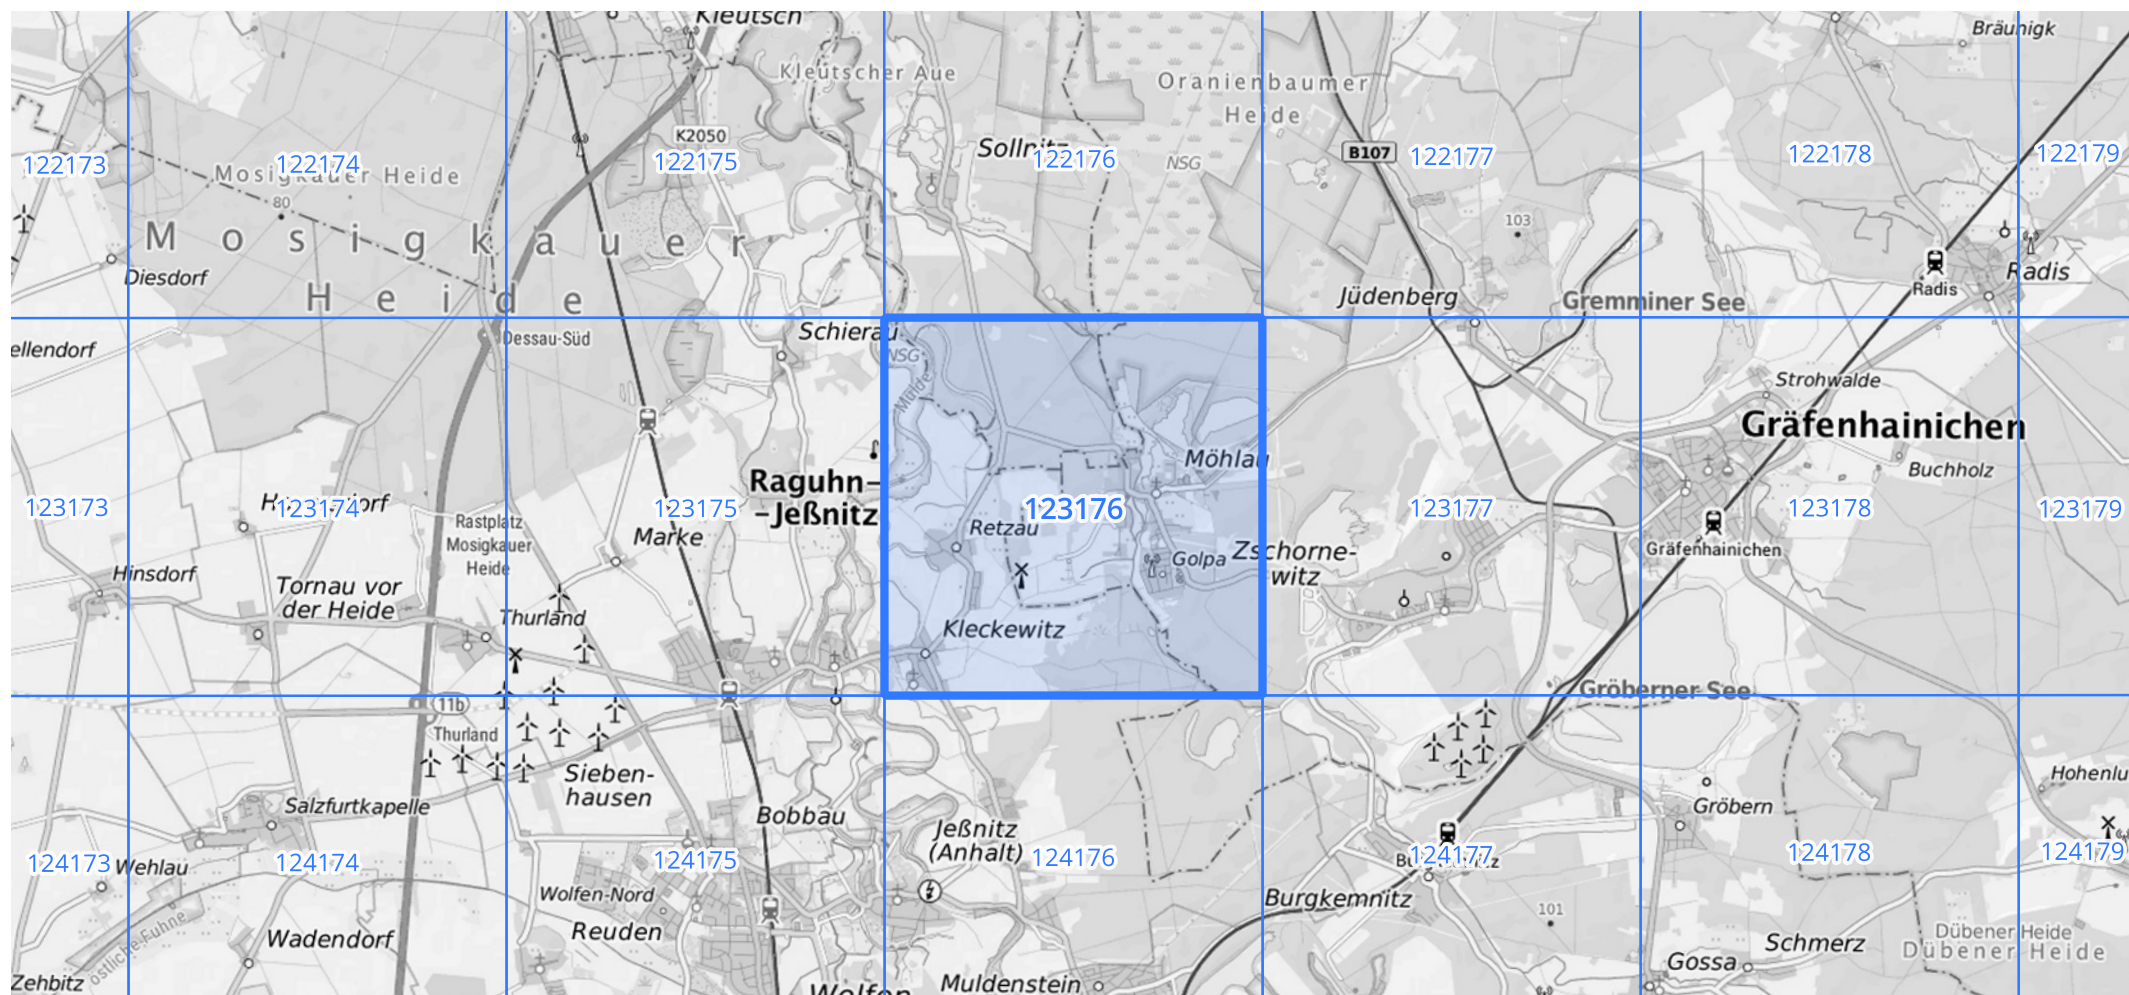 Kleutsch
Bräunigk
Kleutscher Aue
Oranienbaumer
Heide
K2050
Sollnitz
B107
122173
122174
122175
122176
NSG
122177
122178
122179
Mosigkauer Heide
80
103
Mosigkauer
Heide
Diesdorf
Radis
Radis
Jüdenberg
Gremminer See
Dessau-Süd
Schierau
ellendorf
NSG
Mulde
Strohwalde
Gräfenhainichen
Möhlau
Buchholz
Raguhn-
-Jeßnitz
123173
123174
123175
123176
123177
123178
123179
Rastplatz
Mosigkauer
Heide
Marke
Retzau
Golpa
Zschorne-
witz
Gräfenhainichen
Hinsdorf
Tornau vor
der Heide
Thurland
Kleckewitz
Gröberner See
11b
Thurland
Sieben-
hausen
Hohenlu
Salzfurtkapelle
Bobbau
Gröbern
Jeßnitz
(Anhalt)
124173
124174
124175
124176
124177
124178
124179
Wehlau
Wolfen-Nord
Burgkemnitz
101
Reuden
östliche Fuhne
Wadendorf
Dübener Heide
Dübener Heide
Schmerz
Gossa
Zehbitz
Muldenstein
Wolfen